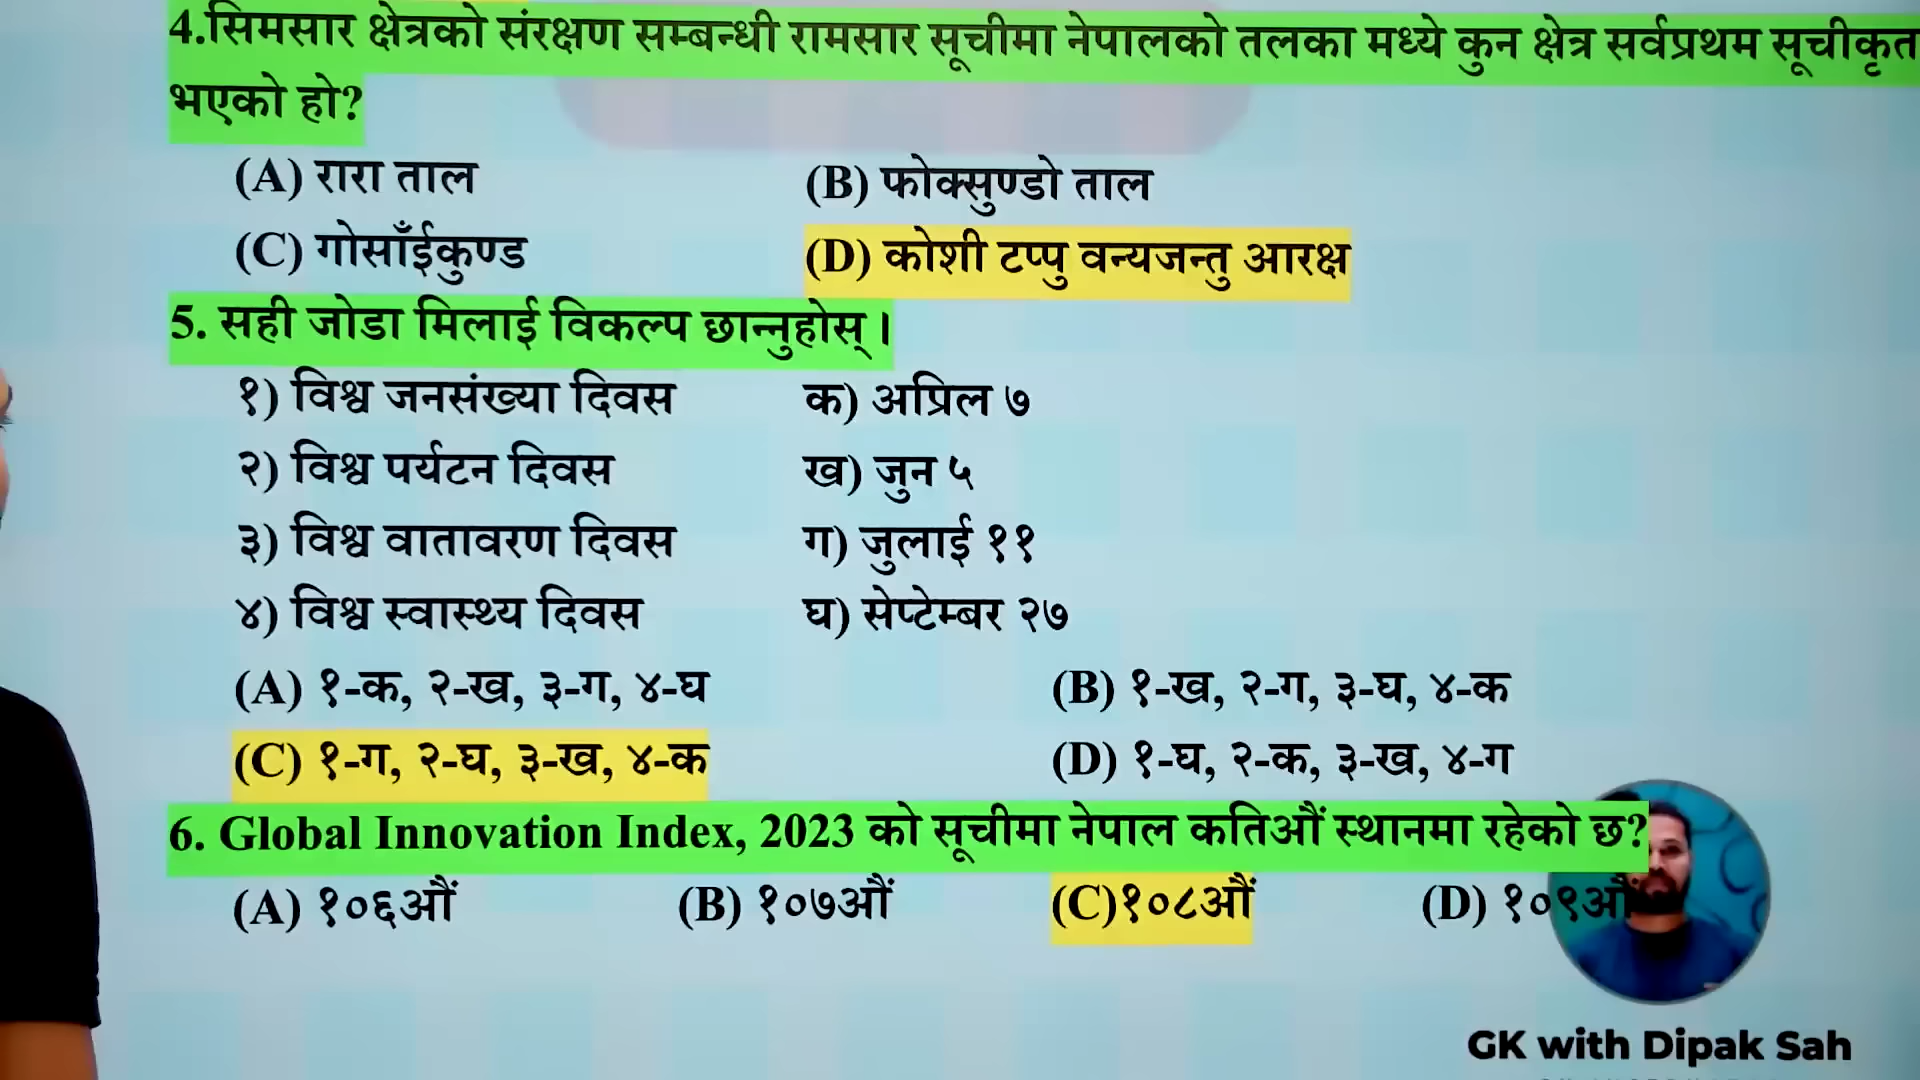 4.सिमसार क्षेत्रको संरक्षण सम्बन्धी रामसार सूचीमा नेपालको तलका मध्ये कुन क्षेत्र सर्वप्रथम सूचीकृत
भएको हो?
(A) रारा ताल (B) फोक्सुण्डो ताल
(C) गोसाँईकुण्ड (D) कोशी टप्पु वन्यजन्तु आरक्ष
5. सही जोडा मिलाई विकल्प छान्नुहोस् ।
१) विश्व जनसंख्या दिवस क) अप्रिल ७
२) विश्व पर्यटन दिवस ख) जुन ५
३) विश्व वातावरण दिवस ग) जुलाई ११
४) विश्व स्वास्थ्य दिवस घ) सेप्टेम्बर २७
(A) १-क, २-ख, ३-ग, ४-घ (B) १-ख, २-ग, ३-घ, ४-क
(C) १-ग, २-घ, ३-ख, ४-क (D) १-घ, २-क, ३-ख, ४-ग
6. Global Innovation Index, 2023 को सूचीमा नेपाल कतिऔं स्थानमा रहेको छ?
(A) १०६औं (B) १०७औं (C)१०८औं (D) १०९औं
GK with Dipak Sah